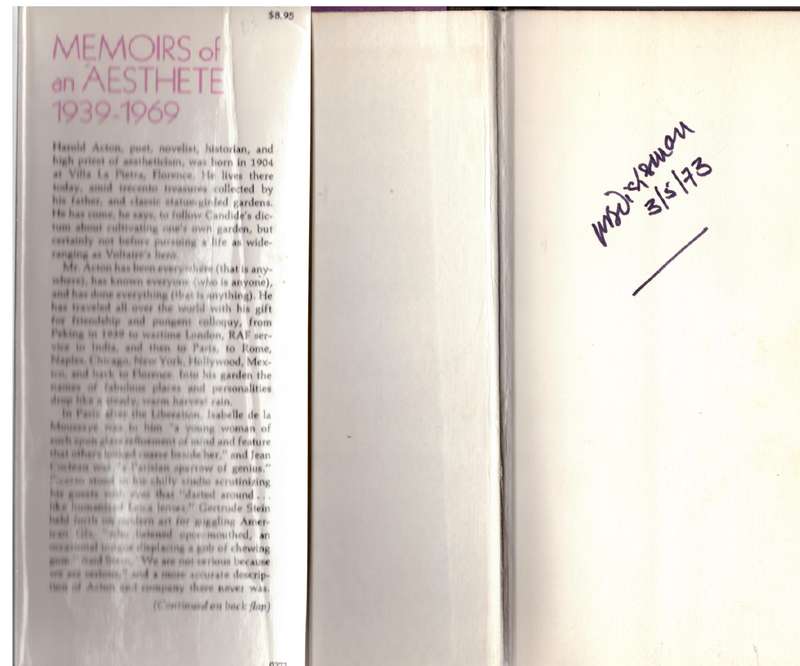 $8.95
MEMOIRS of
an AESTHETE
1939-1969
Harold Acton, poet, novelist, historian, and
high priest of aestheticism, was born in 1904
at Villa La Pietra, Florence. He lives there
today, amid trecento treasures collected by
his father, and classic statue-girded gardens.
He has come, he says, to follow Candide's dic-
tum about cultivating one's own garden, but
certainly not before pursuing a life as wide-
ranging as Voltaire's hero.
Mr. Acton has been everywhere (that is any-
where), has known everyone (who is anyone),
and has done everything (that is anything). He
has traveled all over the world with his gift
for friendship and pungent colloquy, from
Peking in 1939 to wartime London, RAF ser-
vice in India, and then to Paris, to Rome,
Naples, Chicago, New York, Hollywood, Mex-
ico, and back to Florence. Into his garden the
names of fabulous places and personalities
drop like a steady, warm harvest rain.
In Paris after the Liberation, Isabelle de la
Moussaye was to him "a young woman of
such spun glass refinement of mind and feature
that others looked coarse beside her," and Jean
Cocteau was "a Parisian sparrow of genius."
Picasso stood in his chilly studio scrutinizing
his guests with eyes that "darted around . . .
like humanized Leica lenses." Gertrude Stein
held forth on modern art for goggling Amer-
ican GIs, "who listened open-mouthed, an
occasional tongue displacing a gob of chewing
gum." Said Stein, "We are not serious because
we are serious," and a more accurate descrip-
tion of Acton and company there never was.
(Continued on back flap)
3/5/73